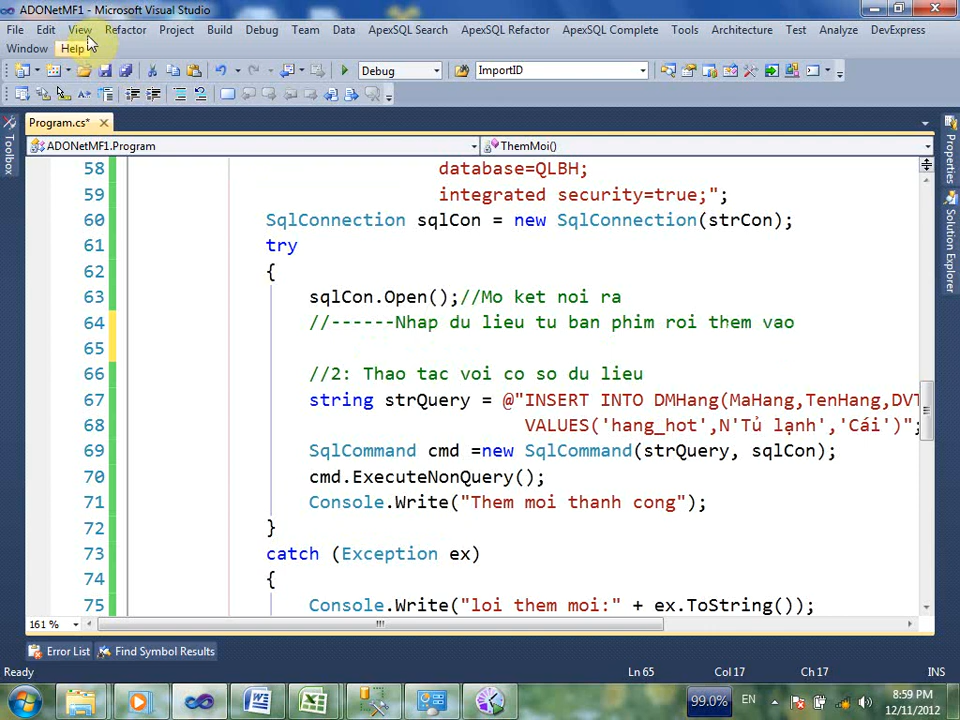 ADONetMF1 - Microsoft Visual Studio
File Edit View Refactor Project Build Debug Team Data ApexSQL Search ApexSQL Refactor ApexSQL Complete Tools Architecture Test Analyze DevExpress
Window Help
Debug ImportID
Program.cs*
ADONetMF1.Program ThemMoi()
Toolbox
Properties
Solution Explorer
58 database=QLBH;
59 integrated security=true;";
60 SqlConnection sqlCon = new SqlConnection(strCon);
61 try
62 {
63 sqlCon.Open();//Mo ket noi ra
64 //------Nhap du lieu tu ban phim roi them vao
65
66 //2: Thao tac voi co so du lieu
67 string strQuery = @"INSERT INTO DMHang(MaHang,TenHang,DVT
68 VALUES('hang_hot',N'Tủ lạnh','Cái')";
69 SqlCommand cmd =new SqlCommand(strQuery, sqlCon);
70 cmd.ExecuteNonQuery();
71 Console.Write("Them moi thanh cong");
72 }
73 catch (Exception ex)
74 {
75 Console.Write("loi them moi:" + ex.ToString());
161 %
Error List Find Symbol Results
Ready Ln 65 Col 17 Ch 17 INS
99.0% EN 8:59 PM
12/11/2012